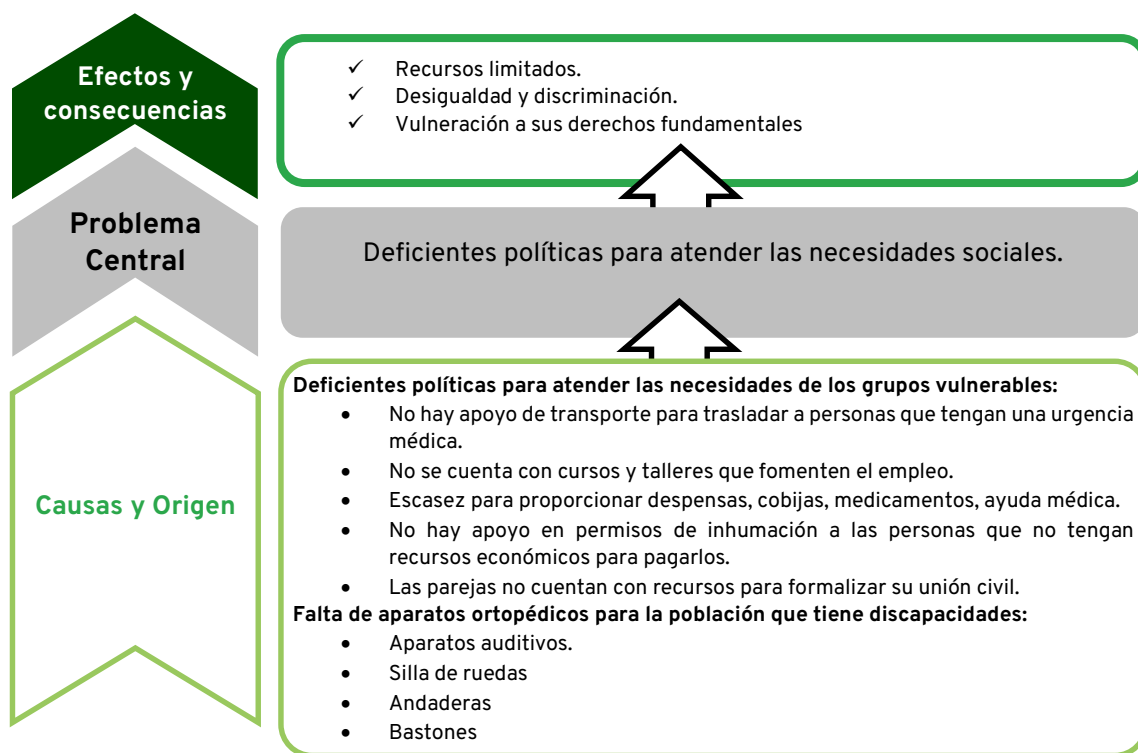 Efectos y
consecuencias
✓ Recursos limitados.
✓ Desigualdad y discriminación.
✓ Vulneración a sus derechos fundamentales
Problema
Central
Deficientes políticas para atender las necesidades sociales.
Causas y Origen
Deficientes políticas para atender las necesidades de los grupos vulnerables:
• No hay apoyo de transporte para trasladar a personas que tengan una urgencia
médica.
• No se cuenta con cursos y talleres que fomenten el empleo.
• Escasez para proporcionar despensas, cobijas, medicamentos, ayuda médica.
• No hay apoyo en permisos de inhumación a las personas que no tengan
recursos económicos para pagarlos.
• Las parejas no cuentan con recursos para formalizar su unión civil.
Falta de aparatos ortopédicos para la población que tiene discapacidades:
• Aparatos auditivos.
• Silla de ruedas
• Andaderas
• Bastones